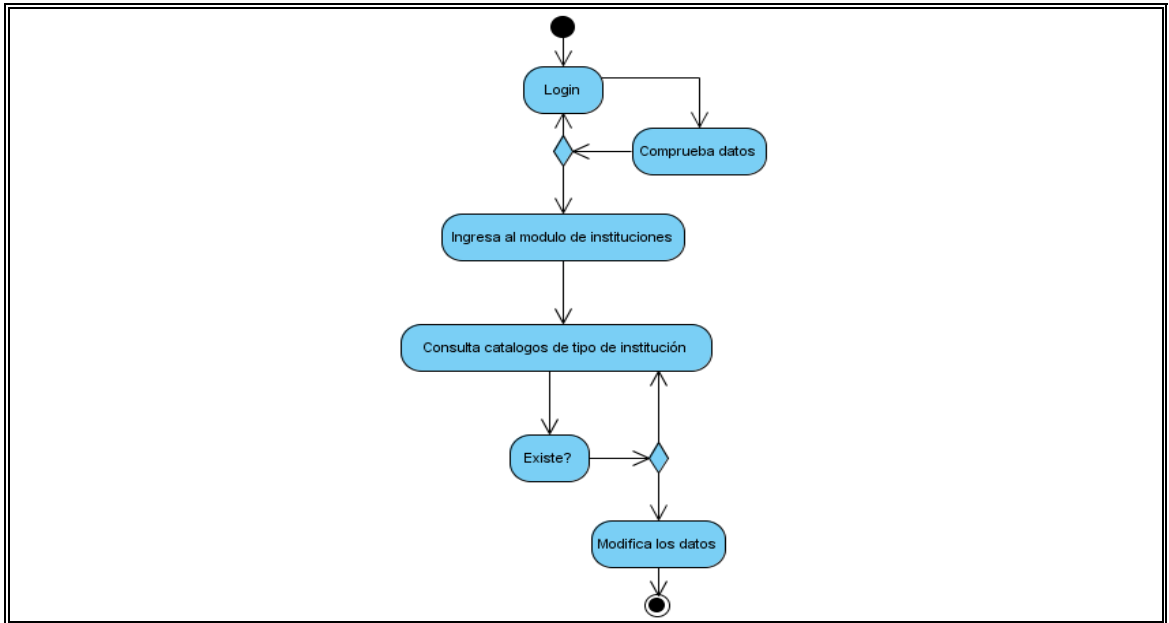 Login
Comprueba datos
Ingresa al modulo de instituciones
Consulta catalogos de tipo de institución
Existe?
Modifica los datos